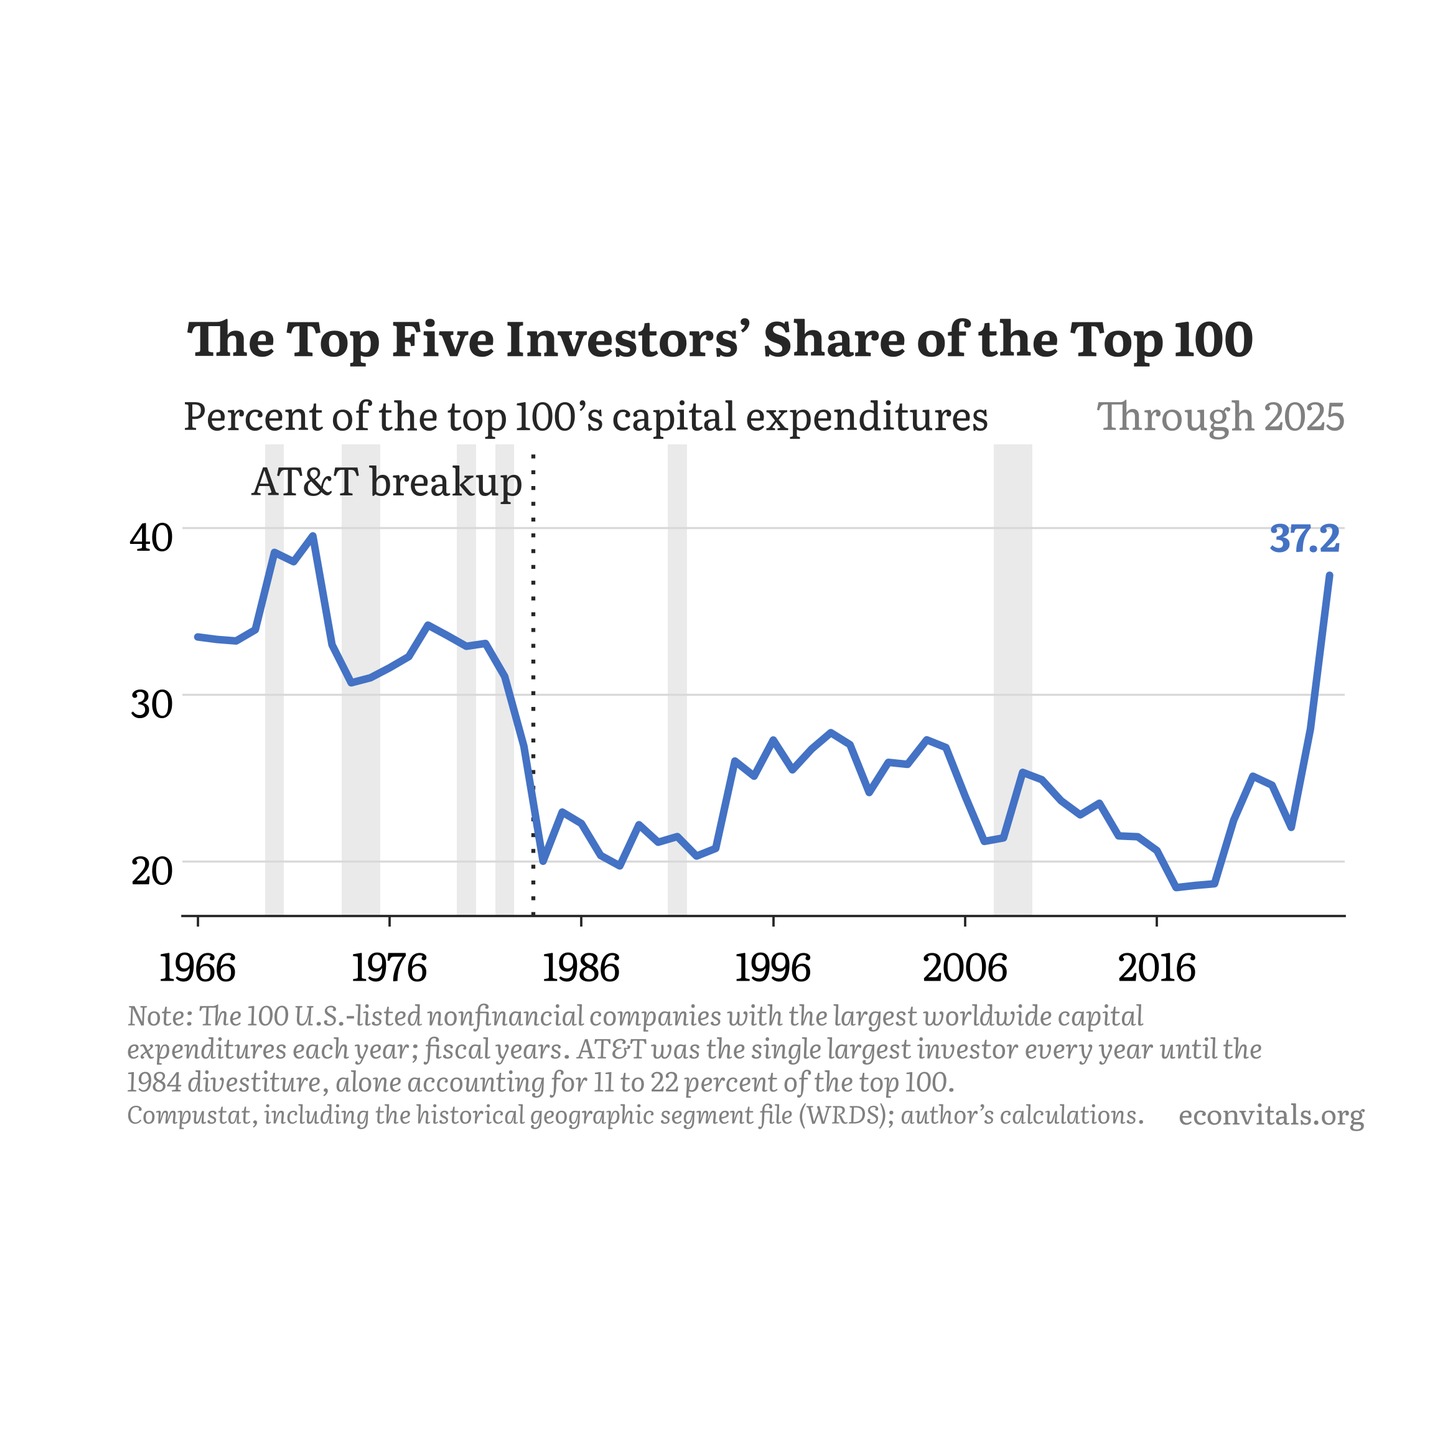 The Top Five Investors’ Share of the Top 100
Percent of the top 100’s capital expenditures Through 2025
AT&T breakup
40
37.2
30
20
1966 1976 1986 1996 2006 2016
Note: The 100 U.S.-listed nonfinancial companies with the largest worldwide capital
expenditures each year; fiscal years. AT&T was the single largest investor every year until the
1984 divestiture, alone accounting for 11 to 22 percent of the top 100.
Compustat, including the historical geographic segment file (WRDS); author’s calculations. econvitals.org